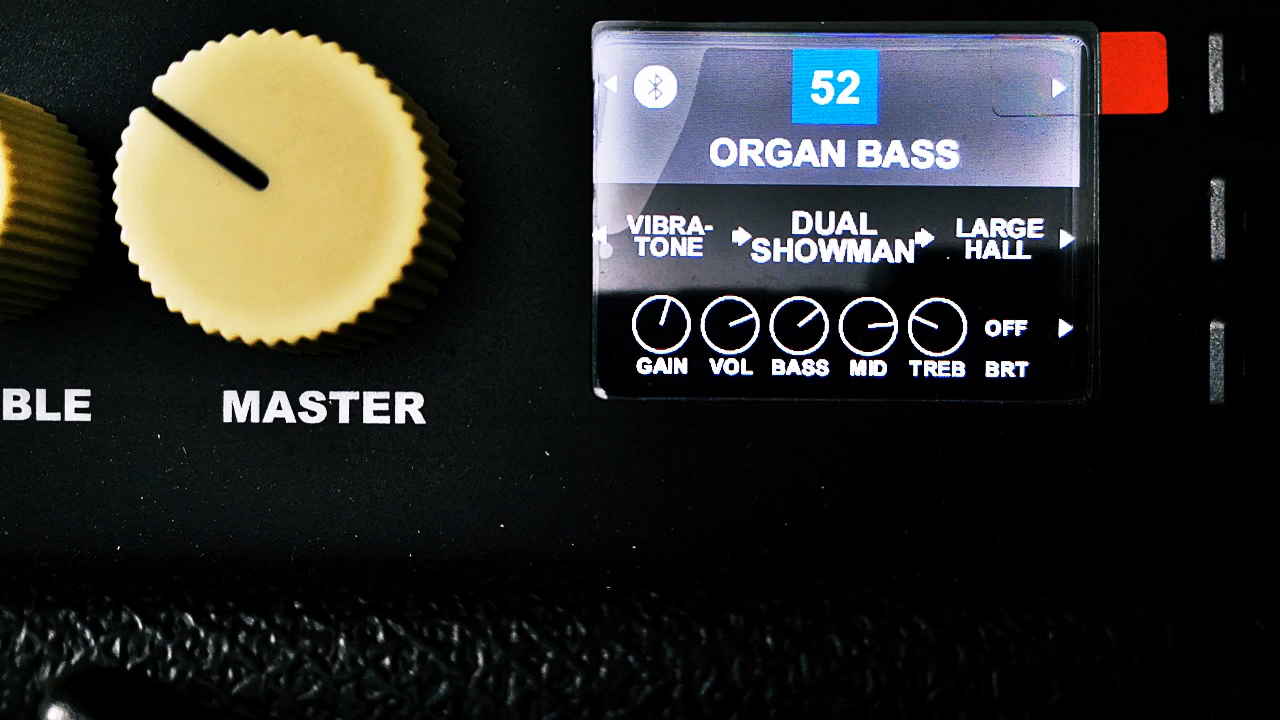 52
ORGAN BASS
VIBRA-
TONE
DUAL
SHOWMAN
LARGE
HALL
OFF
GAIN VOL BASS MID TREB BRT
BLE
MASTER